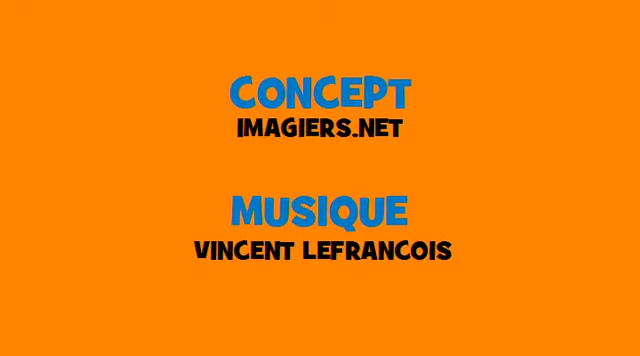 CONCEPT
IMAGIERS.NET
MUSIQUE
VINCENT LEFRANCOIS